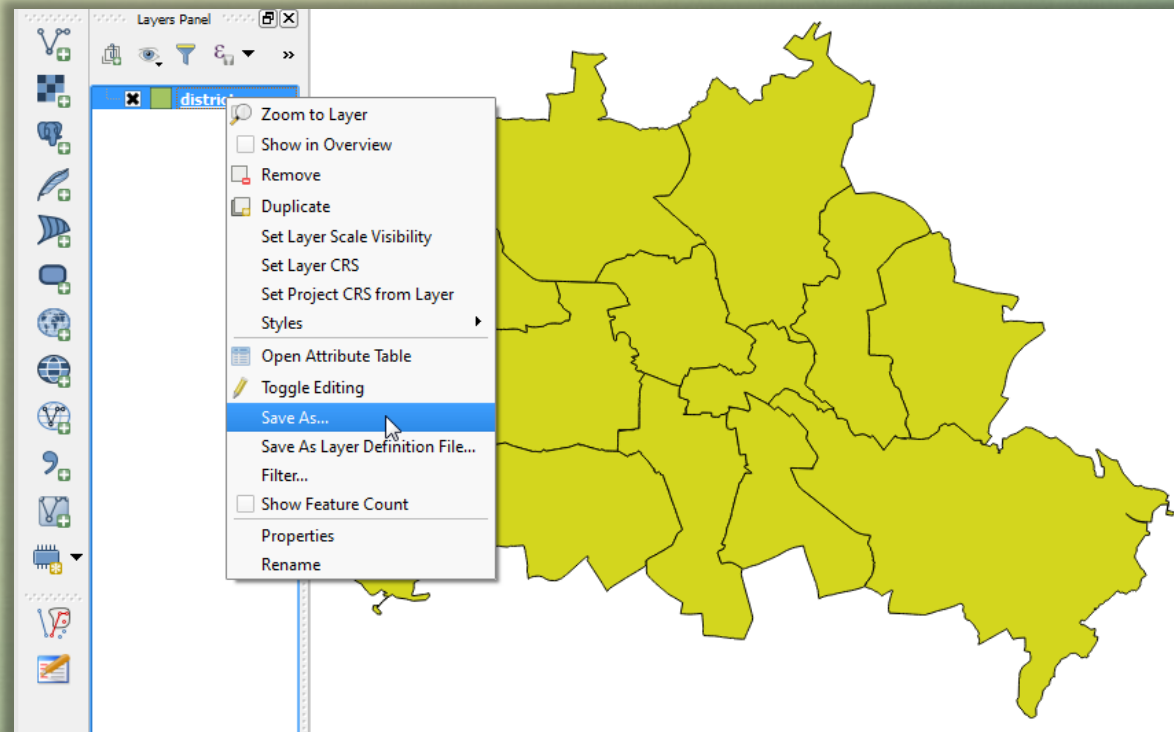 Layers Panel
Zoom to Layer
Show in Overview
Remove
Duplicate
Set Layer Scale Visibility
Set Layer CRS
Set Project CRS from Layer
Styles
Open Attribute Table
Toggle Editing
Save As...
Save As Layer Definition File...
Filter...
Show Feature Count
Properties
Rename